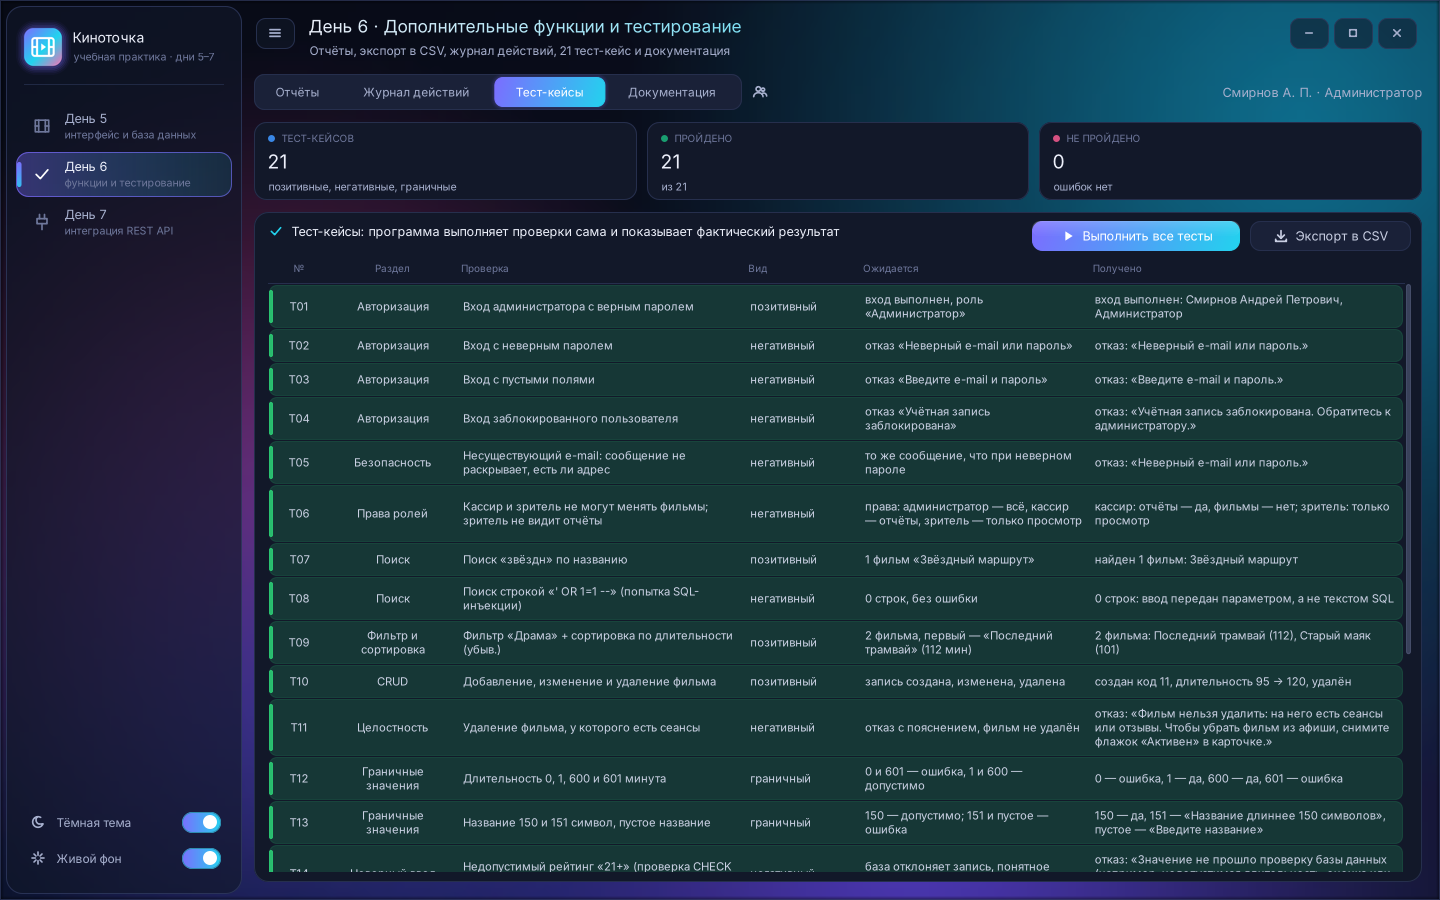 Киноточка
учебная практика · дни 5–7
День 5
интерфейс и база данных
День 6
функции и тестирование
День 7
интеграция REST API
Тёмная тема
Живой фон
День 6 · Дополнительные функции и тестирование
Отчёты, экспорт в CSV, журнал действий, 21 тест-кейс и документация
Отчёты
Журнал действий
Тест-кейсы
Документация
Смирнов А. П. · Администратор
ТЕСТ-КЕЙСОВ
21
позитивные, негативные, граничные
ПРОЙДЕНО
21
из 21
НЕ ПРОЙДЕНО
0
ошибок нет
Тест-кейсы: программа выполняет проверки сама и показывает фактический результат
Выполнить все тесты
Экспорт в CSV
№ Раздел Проверка Вид Ожидается Получено
T01 Авторизация Вход администратора с верным паролем позитивный вход выполнен, роль «Администратор» вход выполнен: Смирнов Андрей Петрович, Администратор
T02 Авторизация Вход с неверным паролем негативный отказ «Неверный e-mail или пароль» отказ: «Неверный e-mail или пароль.»
T03 Авторизация Вход с пустыми полями негативный отказ «Введите e-mail и пароль» отказ: «Введите e-mail и пароль.»
T04 Авторизация Вход заблокированного пользователя негативный отказ «Учётная запись заблокирована» отказ: «Учётная запись заблокирована. Обратитесь к администратору.»
T05 Безопасность Несуществующий e-mail: сообщение не раскрывает, есть ли адрес негативный то же сообщение, что при неверном пароле отказ: «Неверный e-mail или пароль.»
T06 Права ролей Кассир и зритель не могут менять фильмы; зритель не видит отчёты негативный права: администратор — всё, кассир — отчёты, зритель — только просмотр кассир: отчёты — да, фильмы — нет; зритель: только просмотр
T07 Поиск Поиск «звёздн» по названию позитивный 1 фильм «Звёздный маршрут» найден 1 фильм: Звёздный маршрут
T08 Поиск Поиск строкой «' OR 1=1 --» (попытка SQL-инъекции) негативный 0 строк, без ошибки 0 строк: ввод передан параметром, а не текстом SQL
T09 Фильтр и сортировка Фильтр «Драма» + сортировка по длительности (убыв.) позитивный 2 фильма, первый — «Последний трамвай» (112 мин) 2 фильма: Последний трамвай (112), Старый маяк (101)
T10 CRUD Добавление, изменение и удаление фильма позитивный запись создана, изменена, удалена создан код 11, длительность 95 → 120, удалён
T11 Целостность Удаление фильма, у которого есть сеансы негативный отказ с пояснением, фильм не удалён отказ: «Фильм нельзя удалить: на него есть сеансы или отзывы. Чтобы убрать фильм из афиши, снимите флажок «Активен» в карточке.»
T12 Граничные значения Длительность 0, 1, 600 и 601 минута граничный 0 и 601 — ошибка, 1 и 600 — допустимо 0 — ошибка, 1 — да, 600 — да, 601 — ошибка
T13 Граничные значения Название 150 и 151 символ, пустое название граничный 150 — допустимо; 151 и пустое — ошибка 150 — да, 151 — «Название длиннее 150 символов», пустое — «Введите название»
Недопустимый рейтинг «21+» (проверка CHECK база отклоняет запись, понятное отказ: «Значение не прошло проверку базы данных